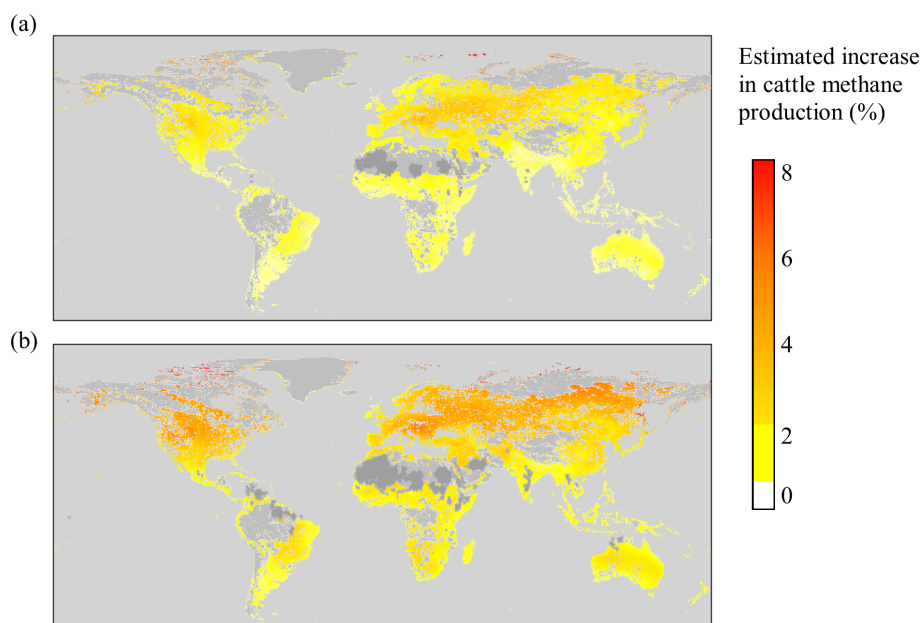 (a)
Estimated increase
in cattle methane
production (%)
8
6
4
2
0
(b)